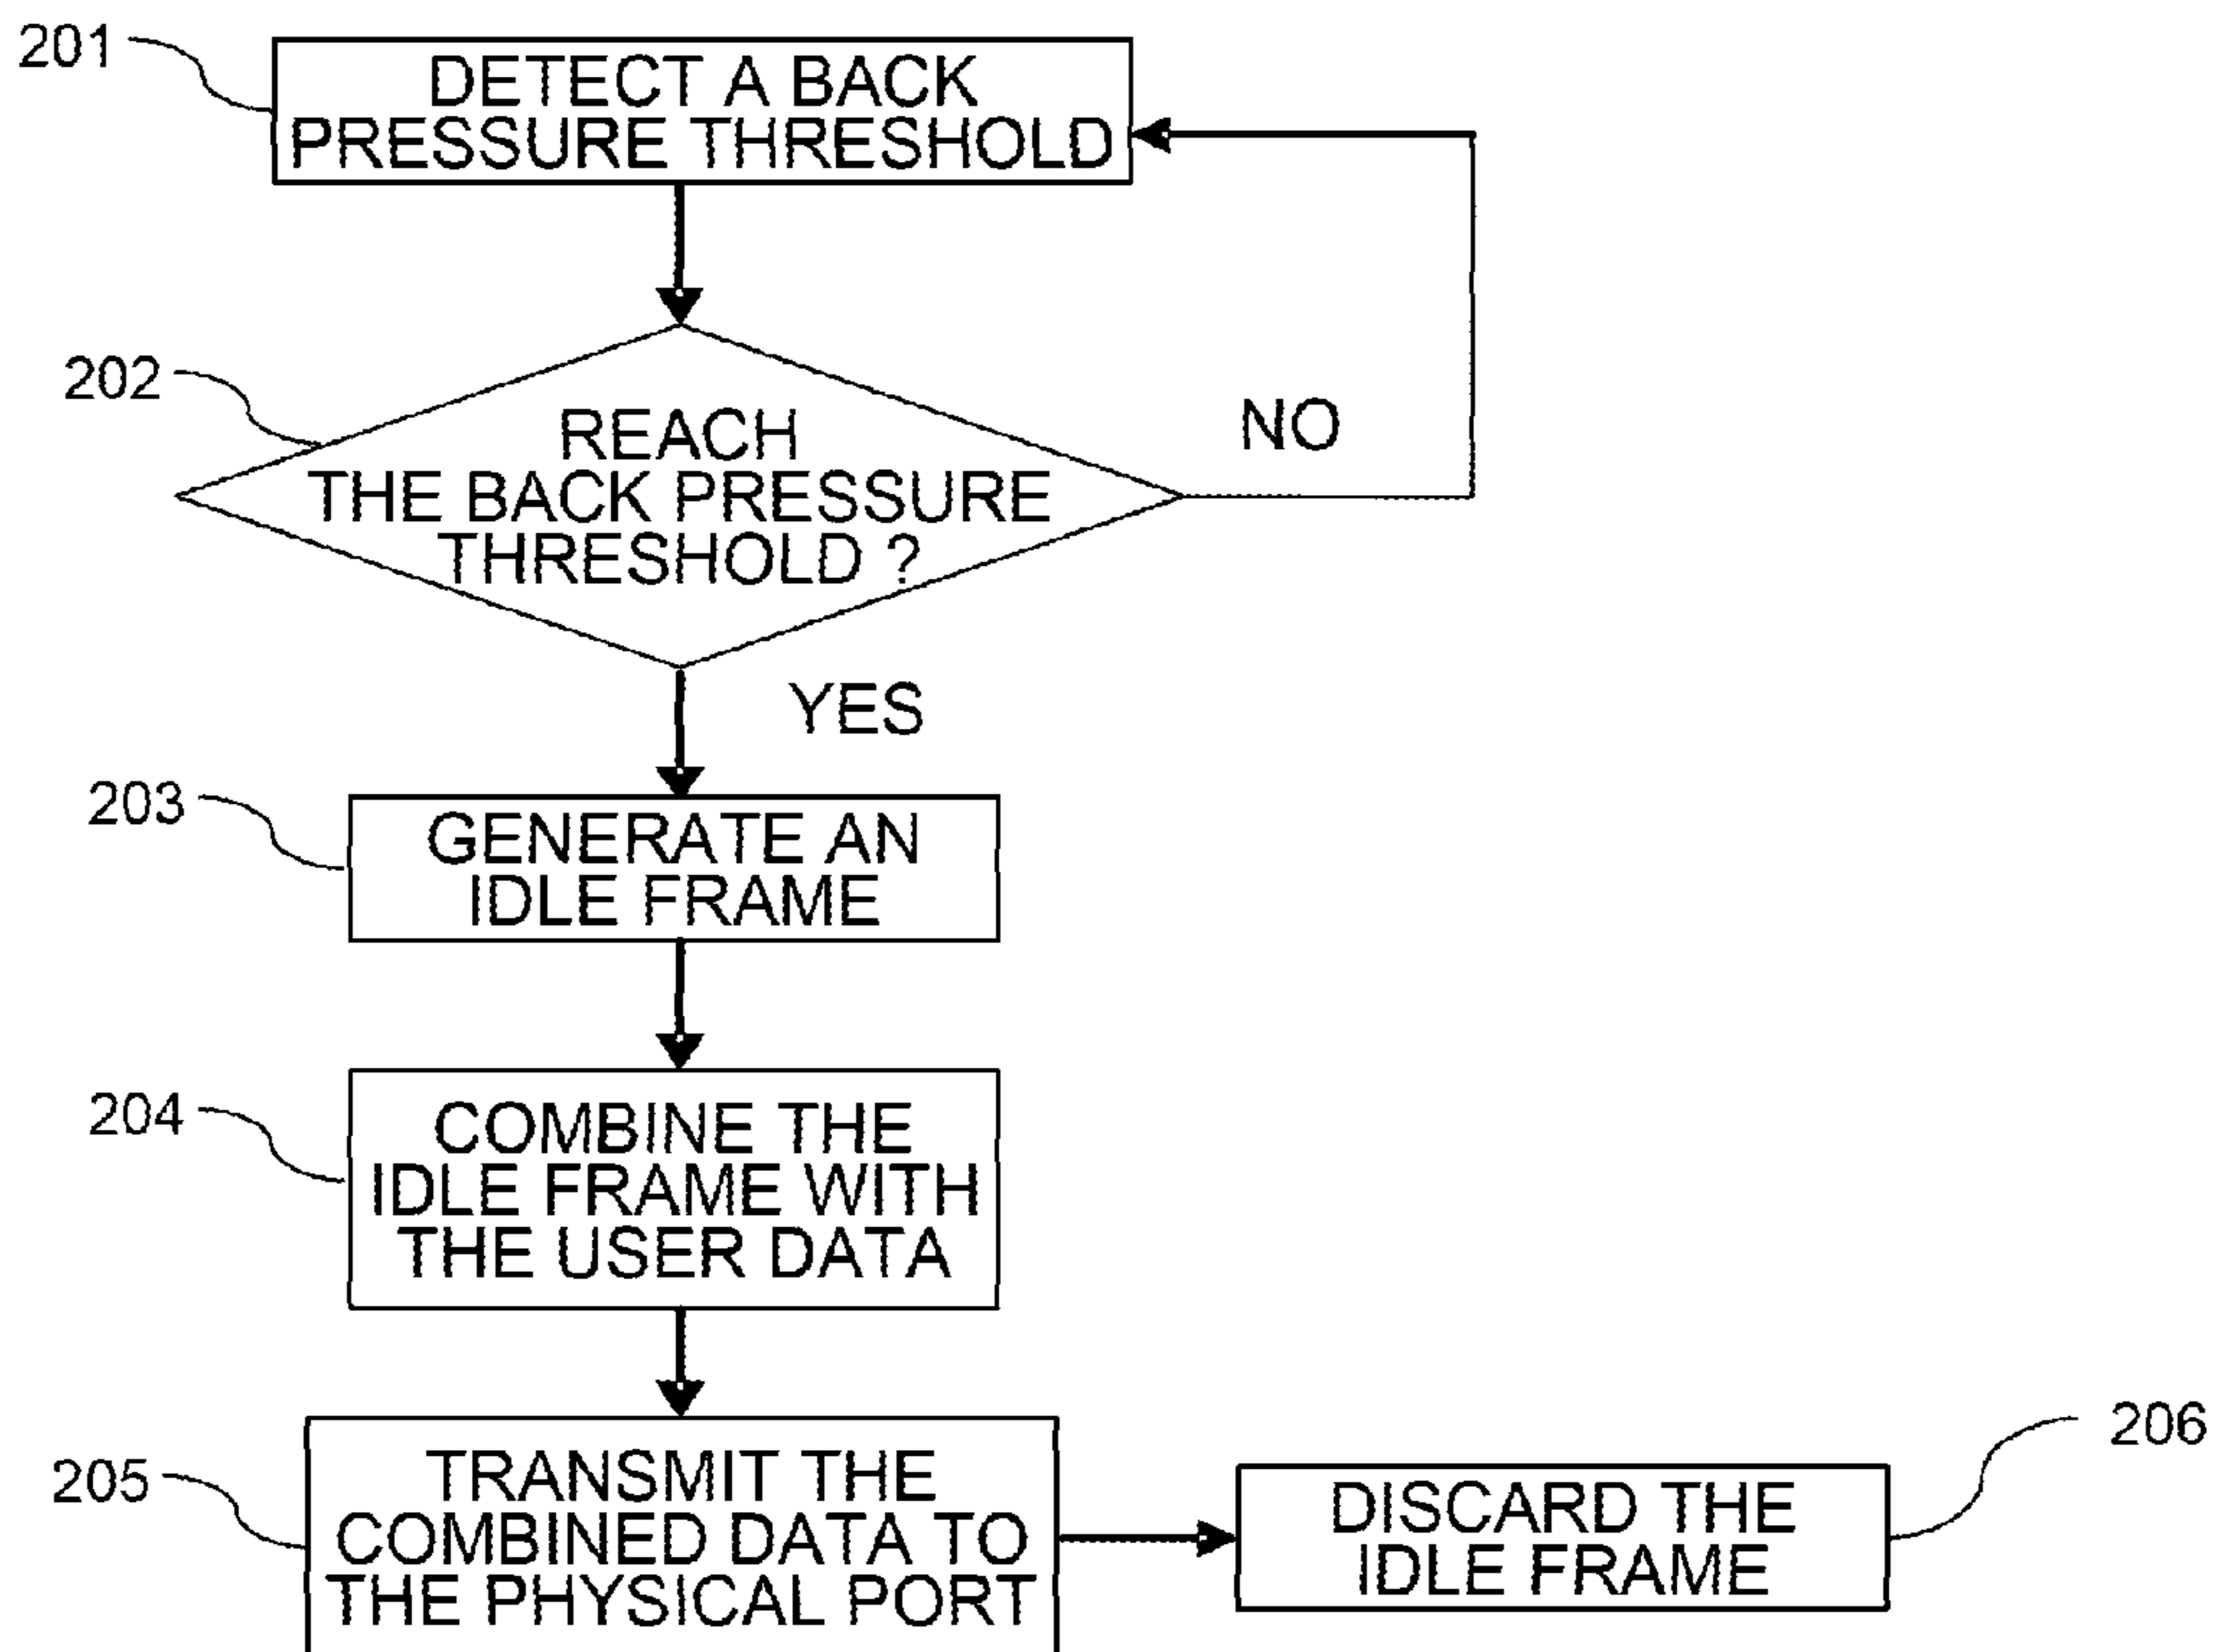 201
DETECT A BACK
PRESSURE THRESHOLD
202
REACH
THE BACK PRESSURE
THRESHOLD ?
NO
YES
203
GENERATE AN
IDLE FRAME
204
COMBINE THE
IDLE FRAME WITH
THE USER DATA
205
TRANSMIT THE
COMBINED DATA TO
THE PHYSICAL PORT
206
DISCARD THE
IDLE FRAME